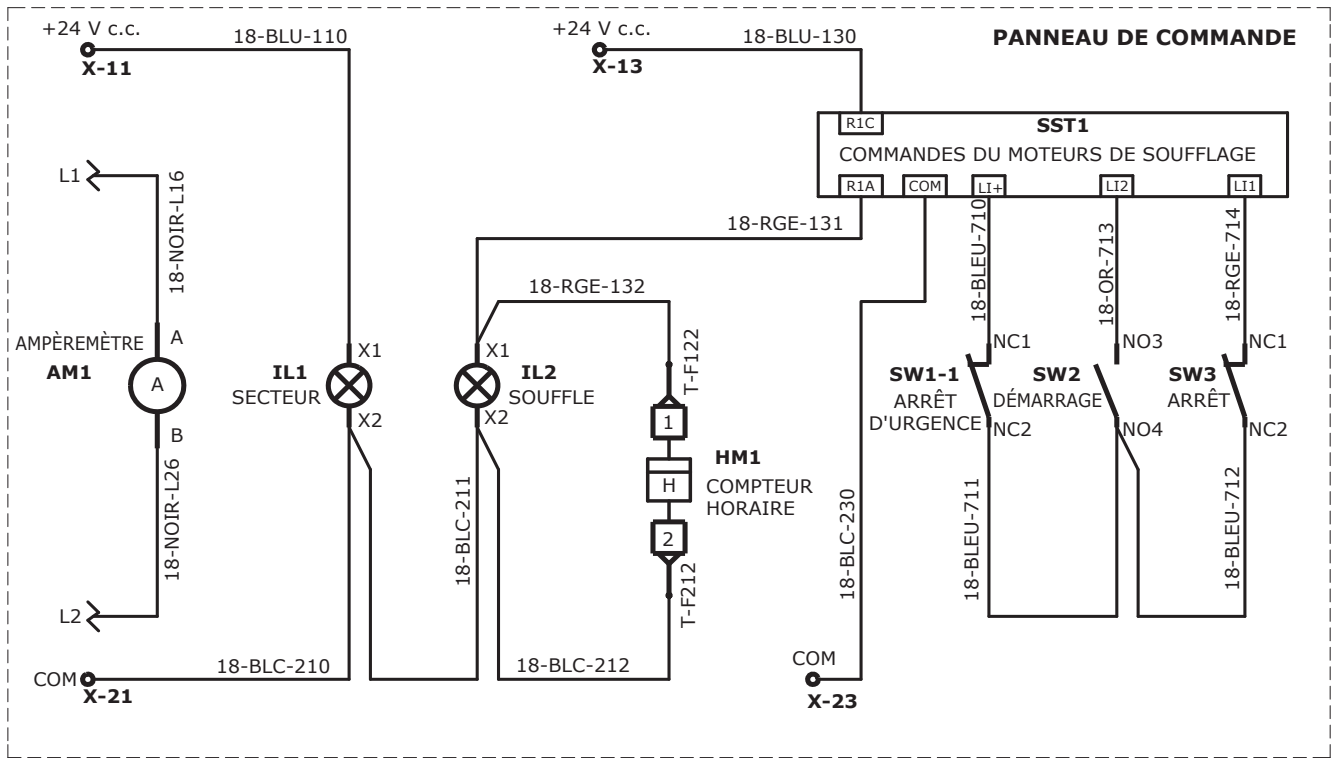 +24 V c.c.
18-BLU-110
X-11
+24 V c.c.
18-BLU-130
X-13
PANNEAU DE COMMANDE
R1C
SST1
COMMANDES DU MOTEURS DE SOUFFLAGE
R1A
COM
LI+
LI2
LI1
L1
18-NOIR-L16
18-RGE-131
18-BLEU-710
18-OR-713
18-RGE-714
18-RGE-132
AMPÈREMÈTRE
AM1
A
A
B
IL1
SECTEUR
X1
X2
X1
X2
IL2
SOUFFLE
T-F122
1
H
2
HM1
COMPTEUR
HORAIRE
T-F212
NC1
SW1-1
ARRÊT
D'URGENCE
NC2
NO3
SW2
DÉMARRAGE
NO4
NC1
SW3
ARRÊT
NC2
18-NOIR-L26
18-BLC-211
18-BLC-230
18-BLEU-711
18-BLEU-712
L2
COM
X-21
18-BLC-210
18-BLC-212
COM
X-23